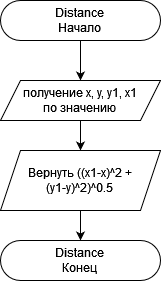 Distance
Начало
получение x, y, y1, x1
по значению
Вернуть ((x1-x)^2 +
(y1-y)^2)^0.5
Distance
Конец